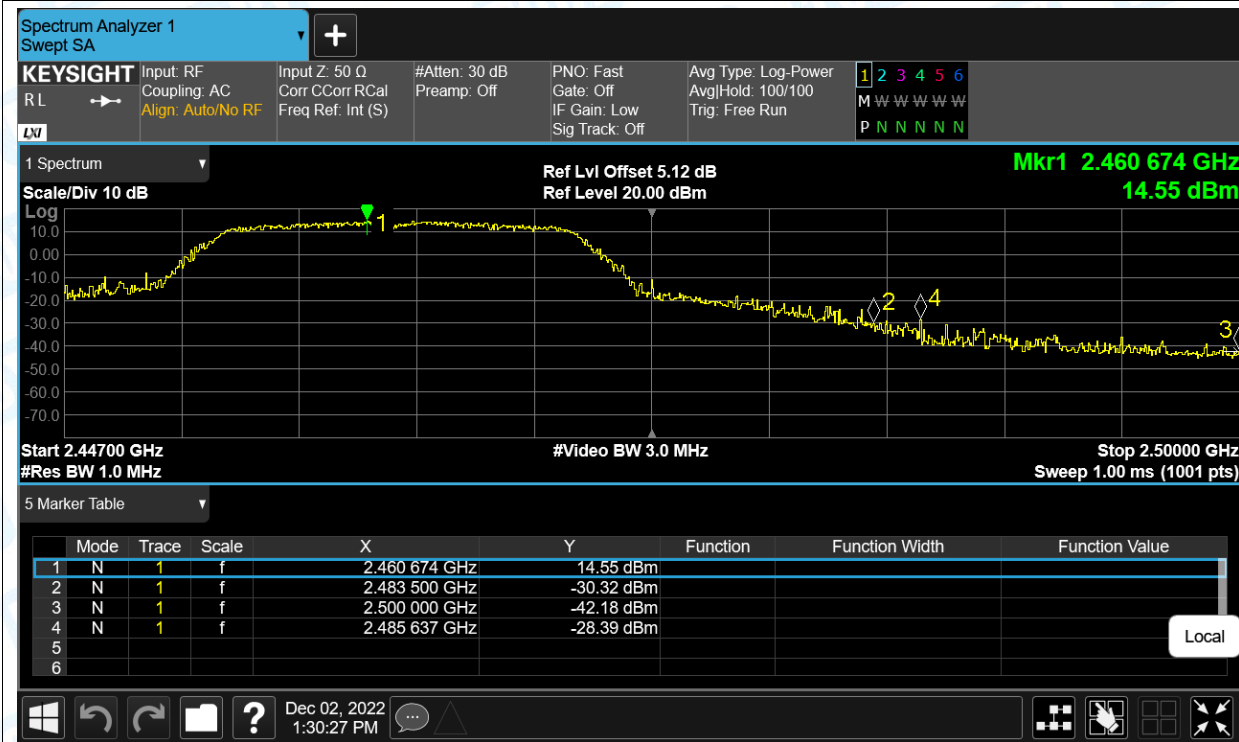 Spectrum Analyzer 1
Swept SA
+
KEYSIGHT
R L
LXI
Input: RF
Coupling: AC
Align: Auto/No RF
Input Z: 50 Ω
Corr CCorr RCal
Freq Ref: Int (S)
#Atten: 30 dB
Preamp: Off
PNO: Fast
Gate: Off
IF Gain: Low
Sig Track: Off
Avg Type: Log-Power
Avg|Hold: 100/100
Trig: Free Run
1 2 3 4 5 6
M W W W W W
P N N N N N
1 Spectrum
Scale/Div 10 dB
Ref Lvl Offset 5.12 dB
Ref Level 20.00 dBm
Mkr1 2.460 674 GHz
14.55 dBm
Log
10.0
0.00
-10.0
-20.0
-30.0
-40.0
-50.0
-60.0
-70.0
1
2
4
3
Start 2.44700 GHz
#Video BW 3.0 MHz
Stop 2.50000 GHz
#Res BW 1.0 MHz
Sweep 1.00 ms (1001 pts)
5 Marker Table
Mode Trace Scale X Y Function Function Width Function Value
1 N 1 f 2.460 674 GHz 14.55 dBm
2 N 1 f 2.483 500 GHz -30.32 dBm
3 N 1 f 2.500 000 GHz -42.18 dBm
4 N 1 f 2.485 637 GHz -28.39 dBm
5
6
Local
?
Dec 02, 2022
1:30:27 PM